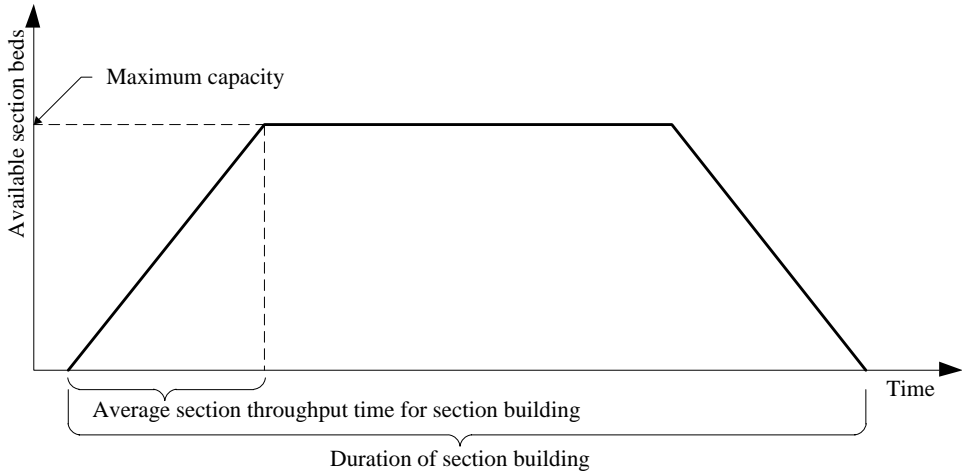 Available section beds
Maximum capacity
Time
Average section throughput time for section building
Duration of section building